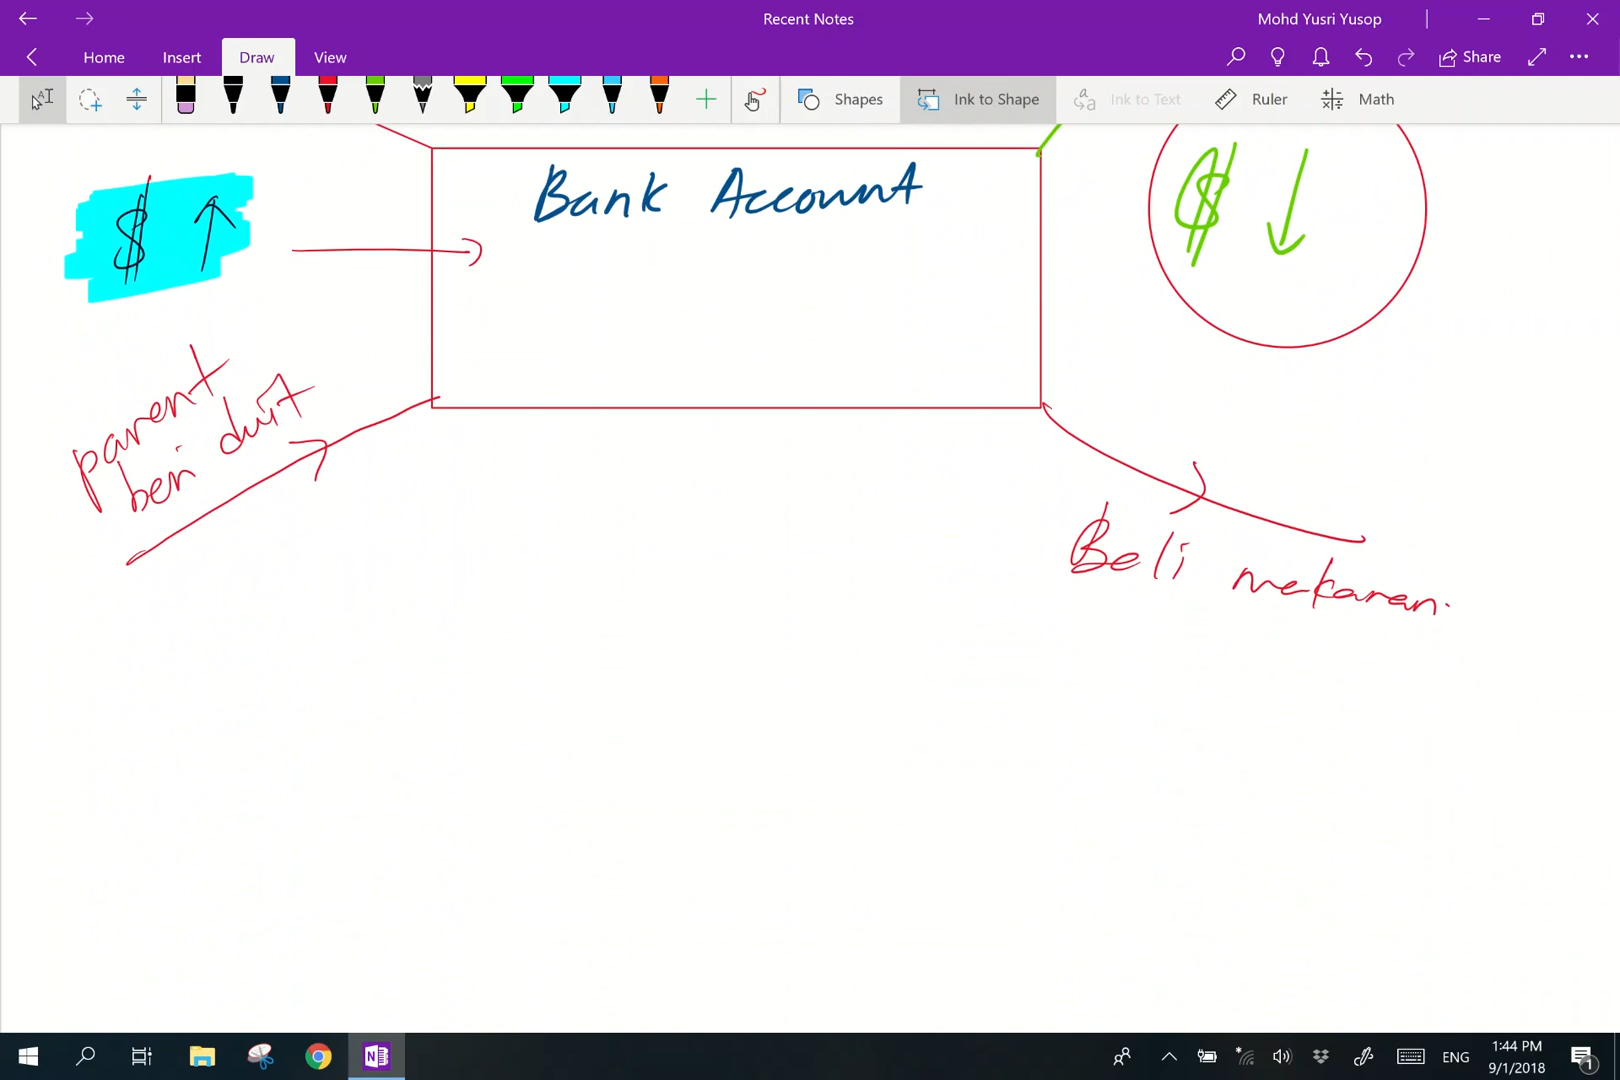 Recent Notes
Mohd Yusri Yusop
Home
Insert
Draw
View
Share
Shapes
Ink to Shape
Ink to Text
Ruler
Math
Bank Account
$ ↑
$ ↓
parent
beri duit
Beli makanan.
ENG
1:44 PM
9/1/2018
1